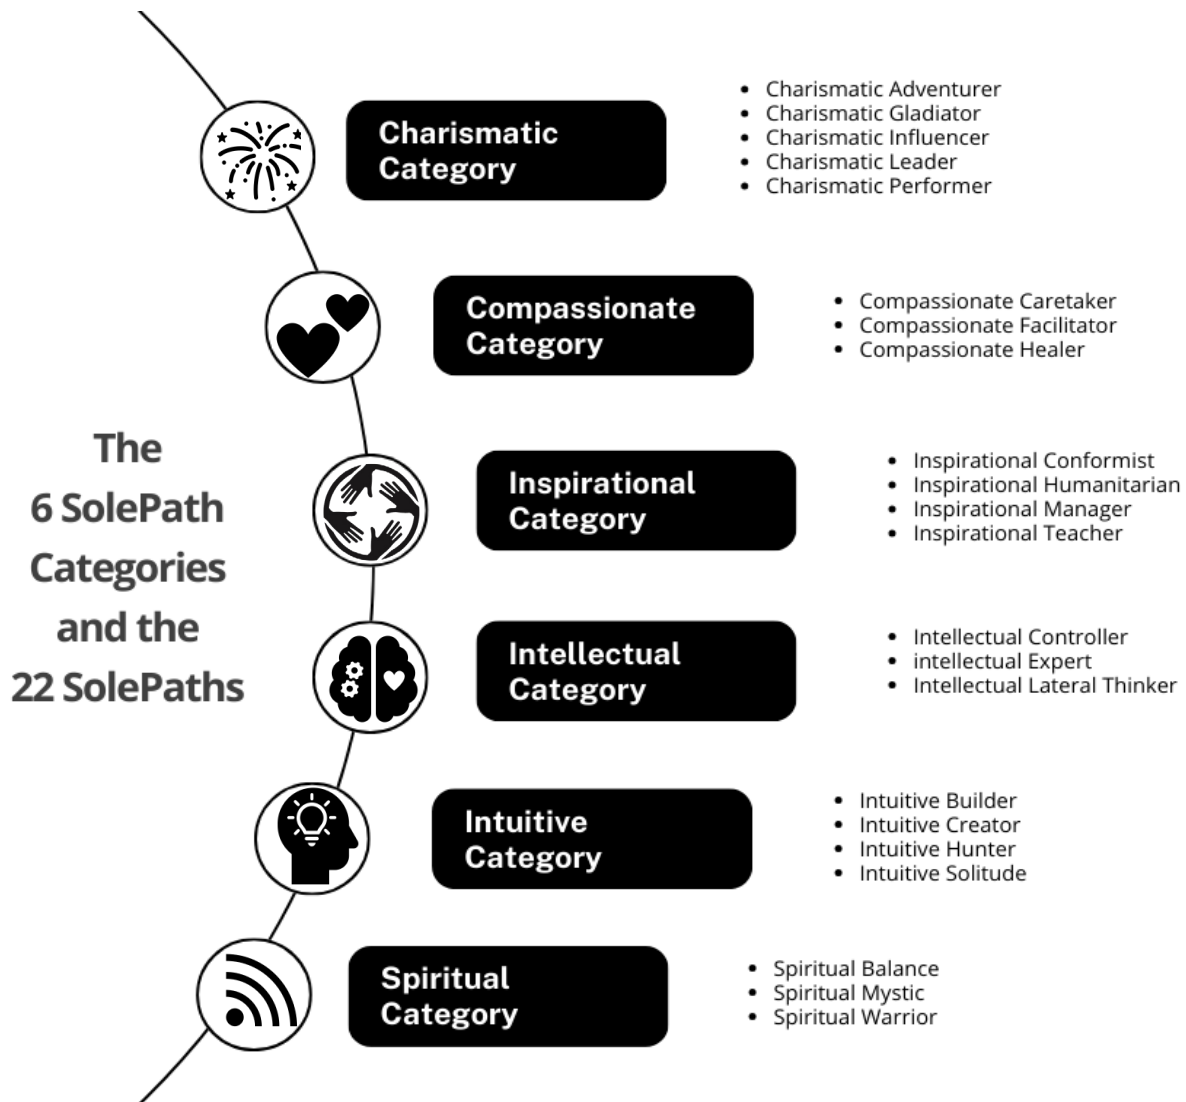 The
6 SolePath
Categories
and the
22 SolePaths
Charismatic
Category
• Charismatic Adventurer
• Charismatic Gladiator
• Charismatic Influencer
• Charismatic Leader
• Charismatic Performer
Compassionate
Category
• Compassionate Caretaker
• Compassionate Facilitator
• Compassionate Healer
Inspirational
Category
• Inspirational Conformist
• Inspirational Humanitarian
• Inspirational Manager
• Inspirational Teacher
Intellectual
Category
• Intellectual Controller
• intellectual Expert
• Intellectual Lateral Thinker
Intuitive
Category
• Intuitive Builder
• Intuitive Creator
• Intuitive Hunter
• Intuitive Solitude
Spiritual
Category
• Spiritual Balance
• Spiritual Mystic
• Spiritual Warrior